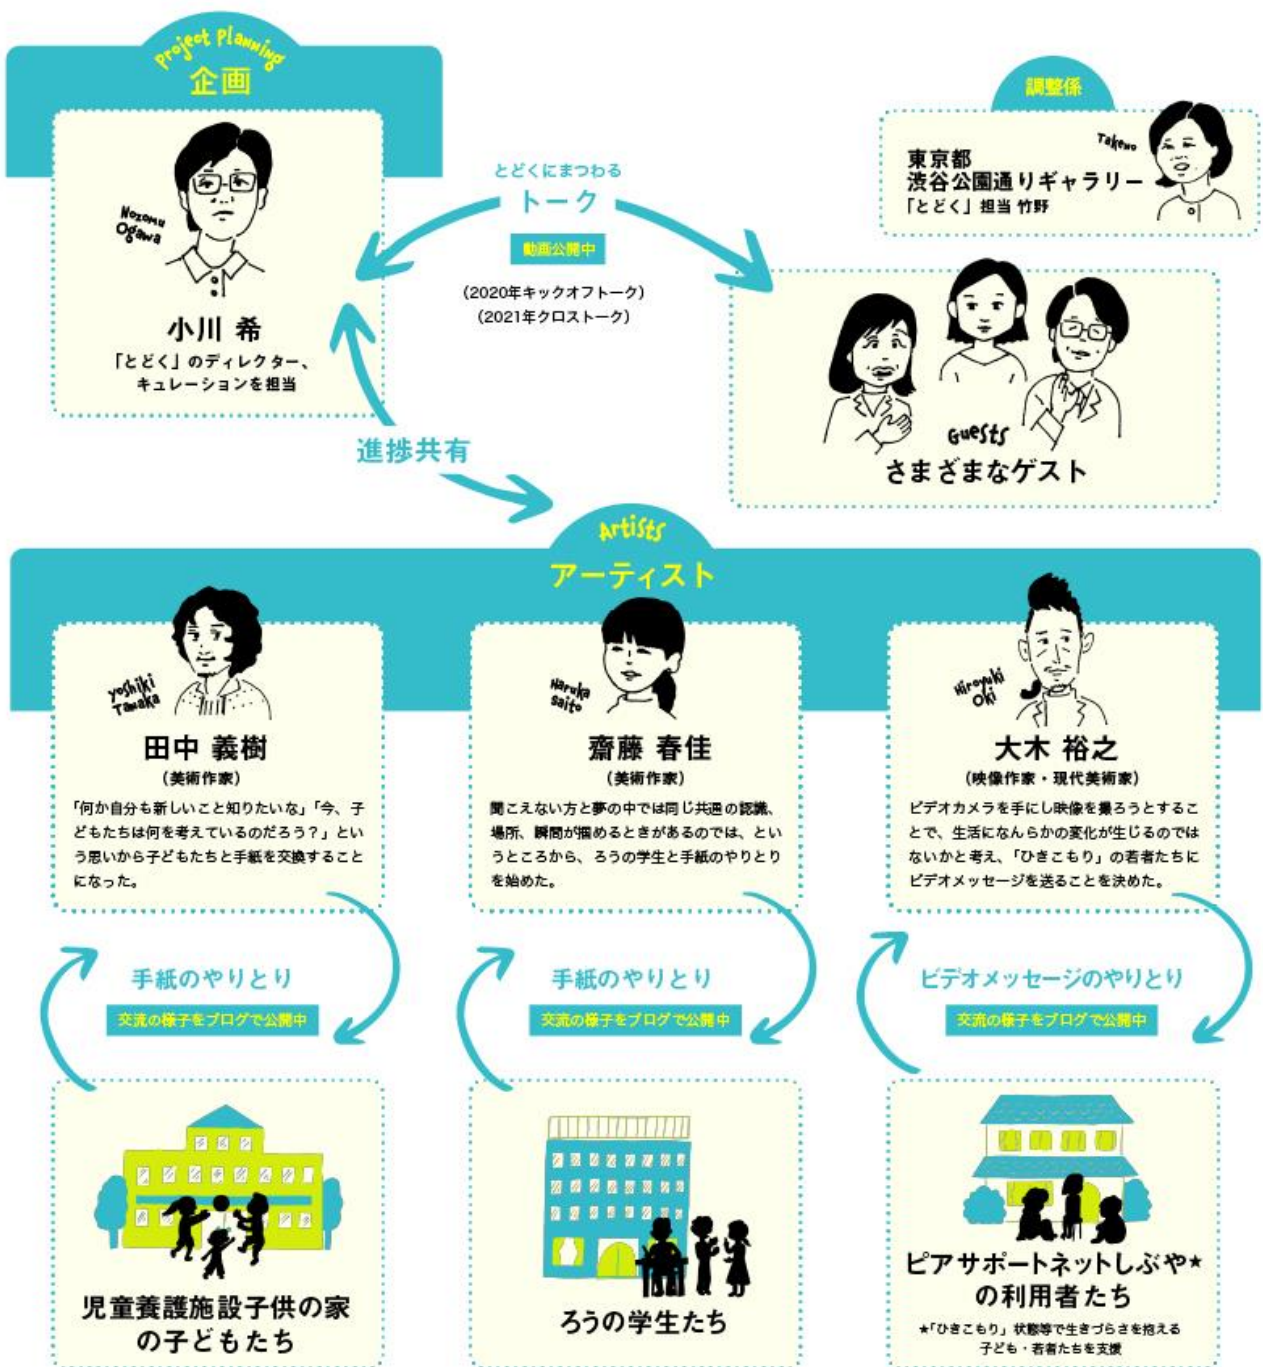 Project Planning
企画
Nozomu
Ogawa
小川 希
「とどく」のディレクター、
キュレーションを担当
とどくにまつわる
トーク
動画公開中
(2020年キックオフトーク)
(2021年クロストーク)
調整係
Takeno
東京都
渋谷公園通りギャラリー
「とどく」担当 竹野
Guests
さまざまなゲスト
進捗共有
Artists
アーティスト
Yoshiki
Tanaka
田中 義樹
(美術作家)
「何か自分も新しいこと知りたいな」「今、子
どもたちは何を考えているのだろう?」とい
う思いから子どもたちと手紙を交換すること
になった。
Haruka
Saito
齋藤 春佳
(美術作家)
聞こえない方と夢の中では同じ共通の認識、
場所、瞬間が掴めるときがあるのでは、とい
うところから、ろうの学生と手紙のやりとり
を始めた。
Hiroyuki
Oki
大木 裕之
(映像作家・現代美術家)
ビデオカメラを手にし映像を撮ろうとするこ
とで、生活になんらかの変化が生じるのでは
ないかと考え、「ひきこもり」の若者たちに
ビデオメッセージを送ることを決めた。
手紙のやりとり
交流の様子をブログで公開中
手紙のやりとり
交流の様子をブログで公開中
ビデオメッセージのやりとり
交流の様子をブログで公開中
児童養護施設子供の家
の子どもたち
ろうの学生たち
ピアサポートネットしぶや★
の利用者たち
★「ひきこもり」状態等で生きづらさを抱える
子ども・若者たちを支援